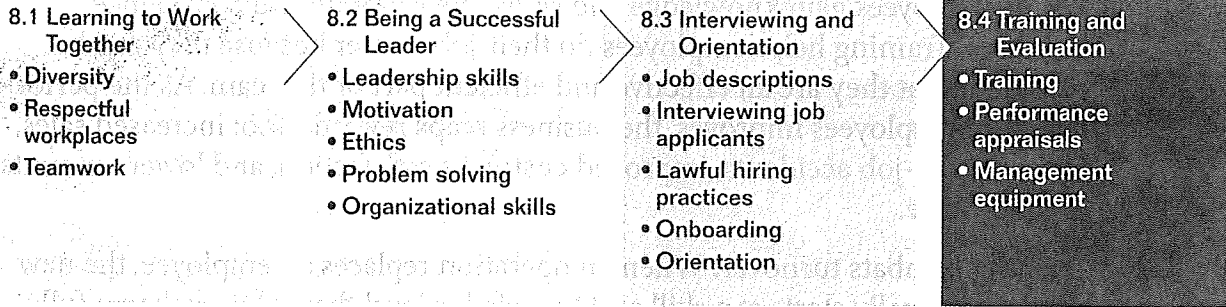 8.1 Learning to Work
Together
• Diversity
• Respectful
workplaces
• Teamwork
8.2 Being a Successful
Leader
• Leadership skills
• Motivation
• Ethics
• Problem solving
• Organizational skills
8.3 Interviewing and
Orientation
• Job descriptions
• Interviewing job
applicants
• Lawful hiring
practices
• Onboarding
• Orientation
8.4 Training and
Evaluation
• Training
• Performance
appraisals
• Management
equipment